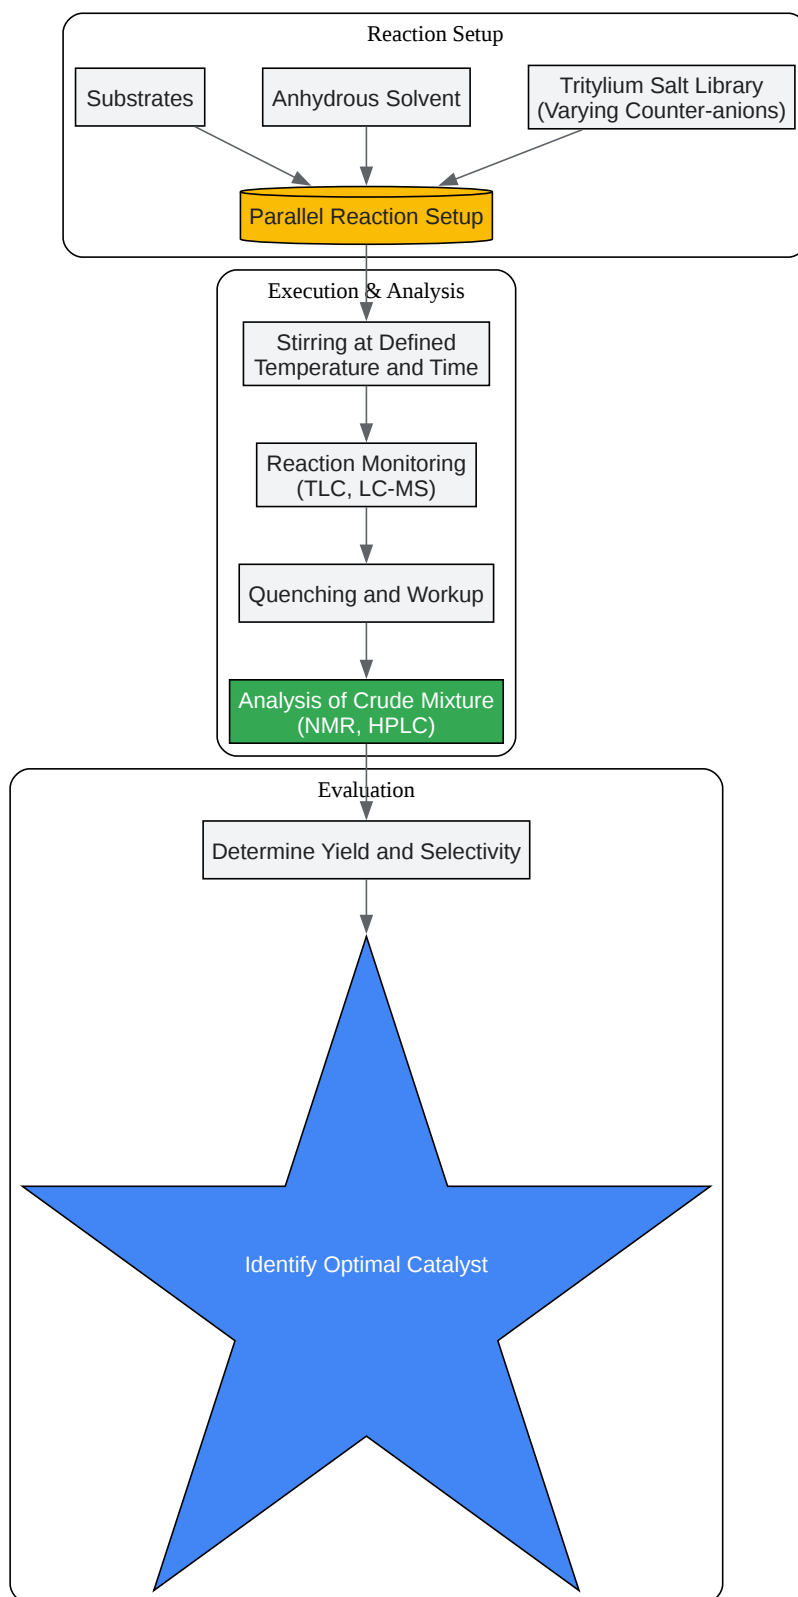 Reaction Setup
Substrates
Anhydrous Solvent
Tritylium Salt Library
(Varying Counter-anions)
Parallel Reaction Setup
Execution & Analysis
Stirring at Defined
Temperature and Time
Reaction Monitoring
(TLC, LC-MS)
Quenching and Workup
Analysis of Crude Mixture
(NMR, HPLC)
Evaluation
Determine Yield and Selectivity
Identify Optimal Catalyst